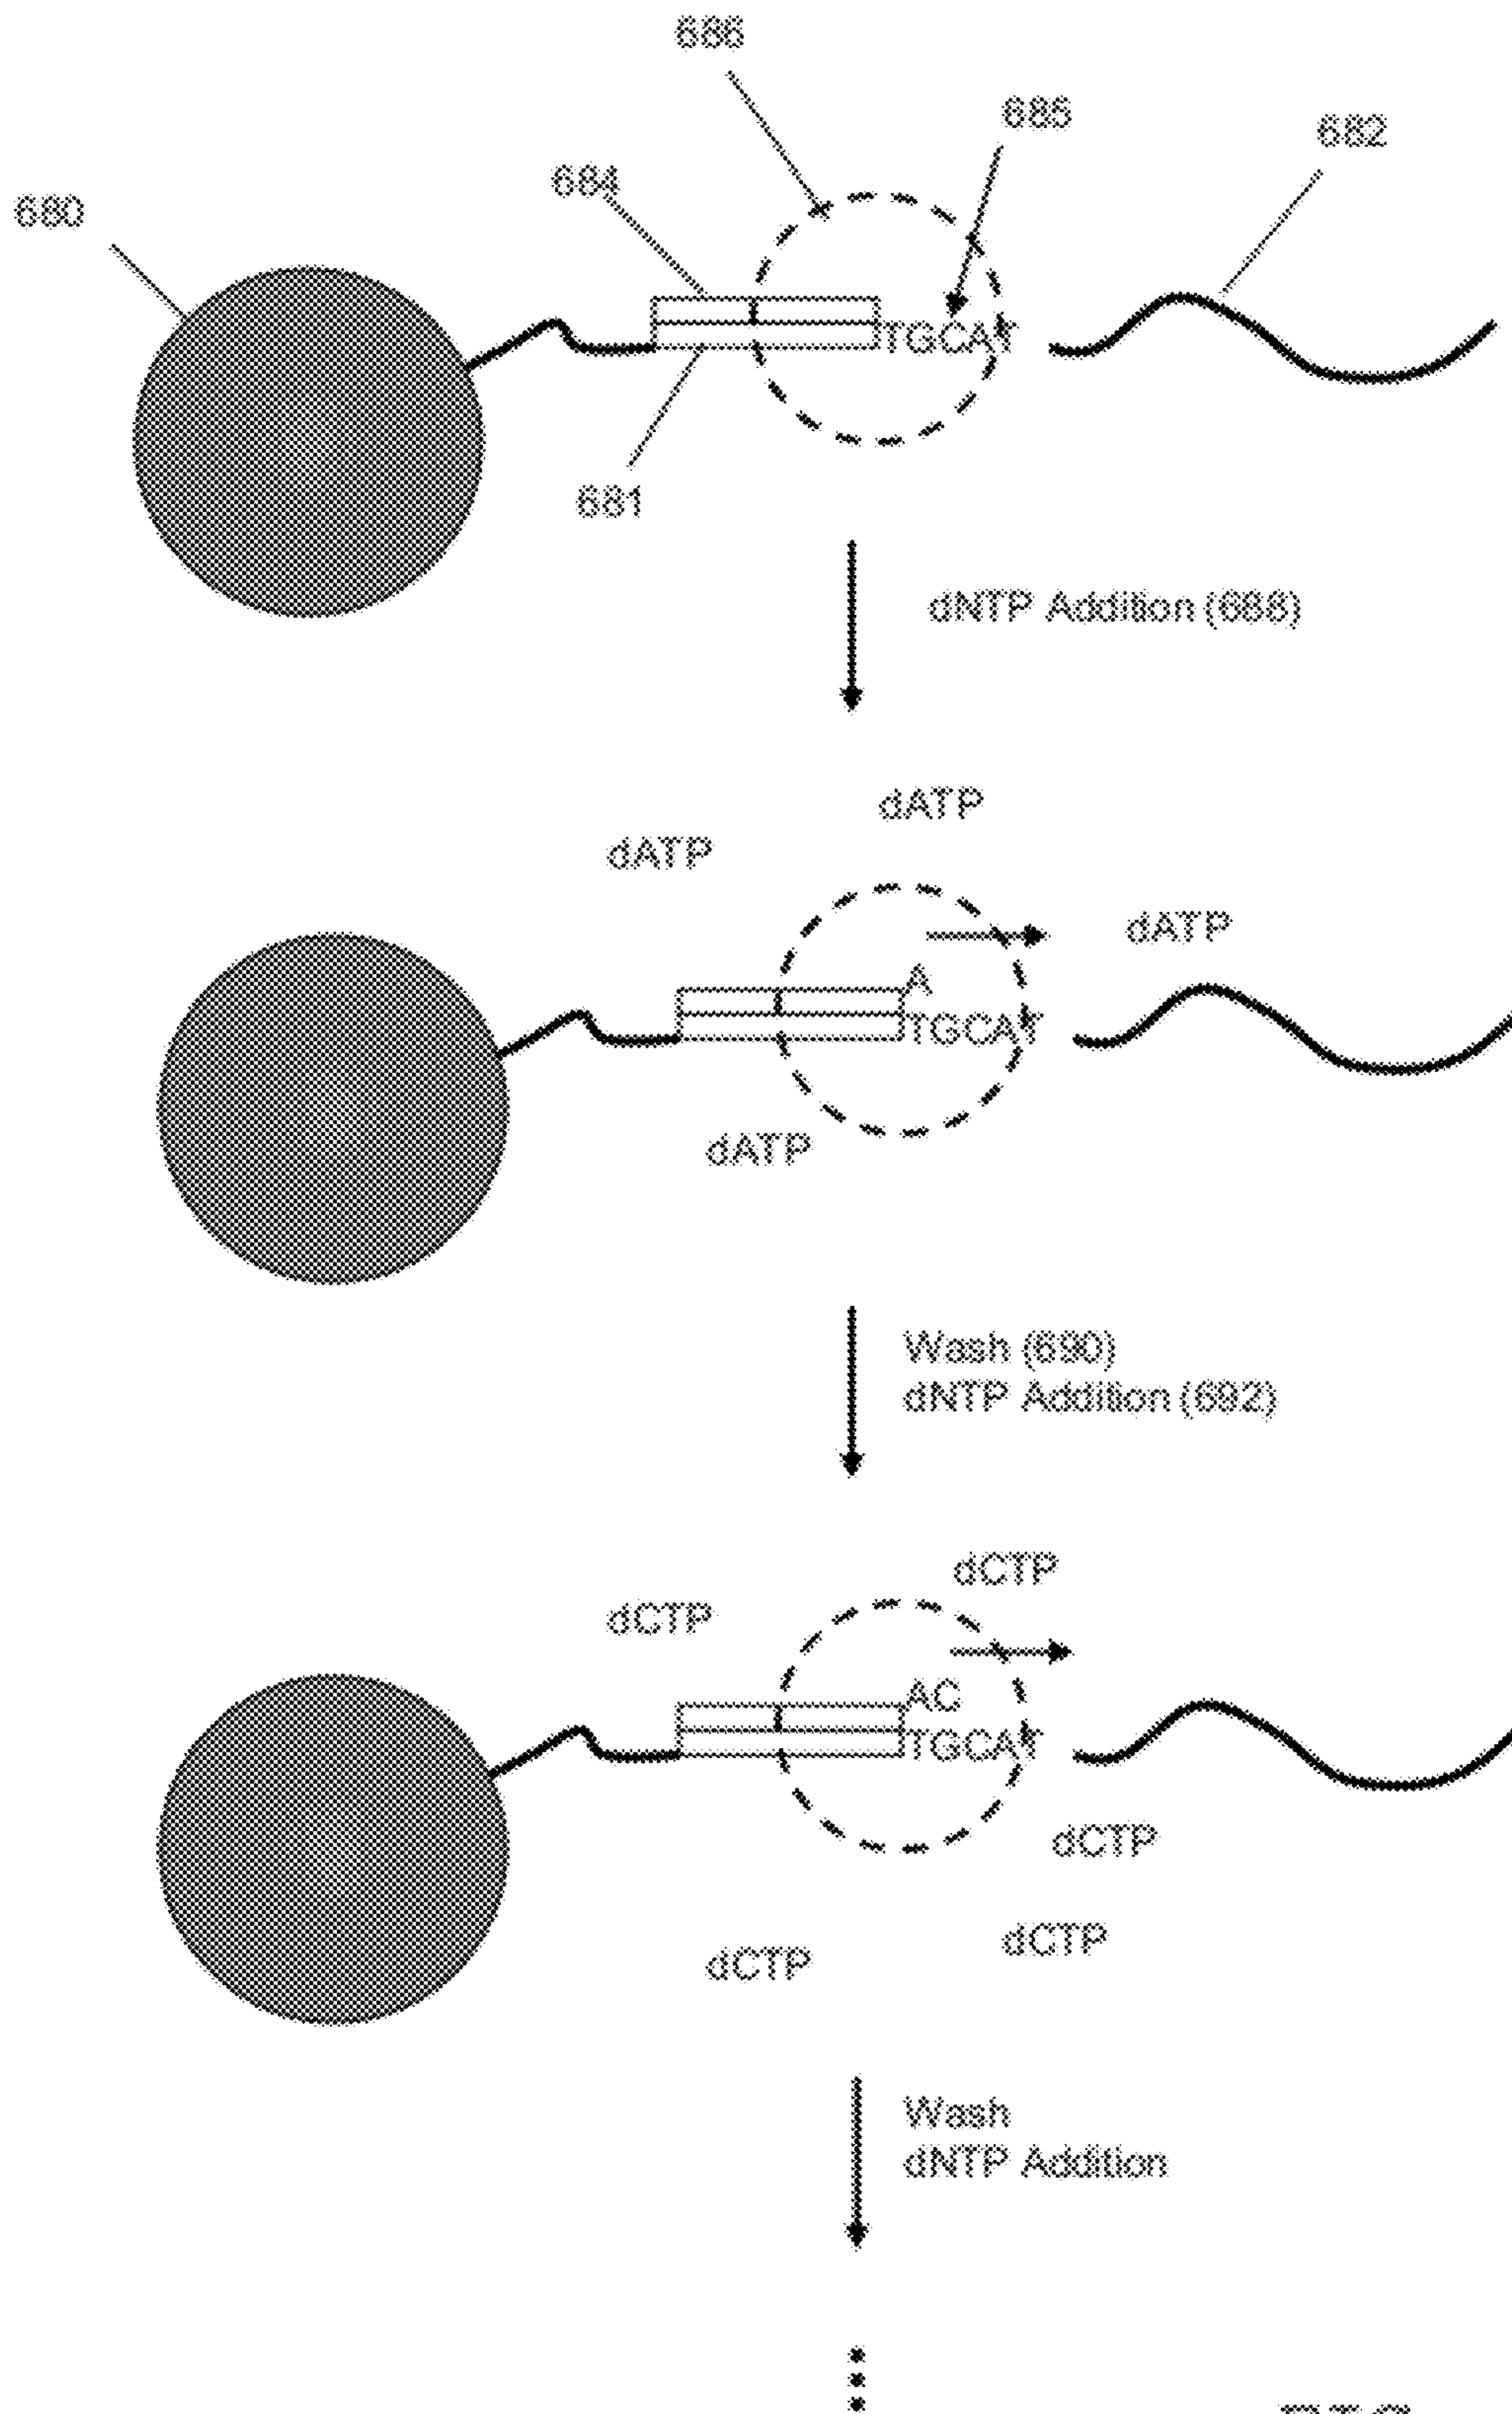 686
685
682
684
680
TGCAT
681
dNTP Addition (688)
dATP
dATP
dATP
A
TGCAT
dATP
Wash (690)
dNTP Addition (692)
dCTP
dCTP
AC
TGCAT
dCTP
dCTP
dCTP
Wash
dNTP Addition